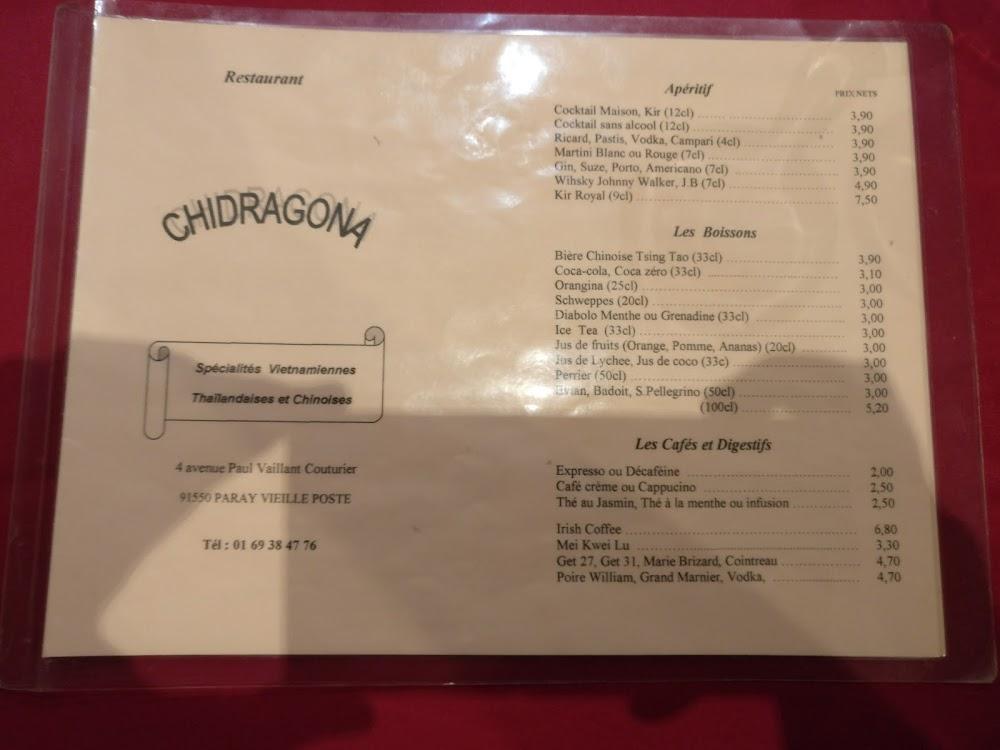 Restaurant
CHIDRAGONA
Spécialités Vietnamiennes
Thaïlandaises et Chinoises
4 avenue Paul Vaillant Couturier
91550 PARAY VIEILLE POSTE
Tél : 01 69 38 47 76
Apéritif
PRIX NETS
Cocktail Maison, Kir (12cl) 3,90
Cocktail sans alcool (12cl) 3,90
Ricard, Pastis, Vodka, Campari (4cl) 3,90
Martini Blanc ou Rouge (7cl) 3,90
Gin, Suze, Porto, Americano (7cl) 3,90
Wihsky Johnny Walker, J.B (7cl) 4,90
Kir Royal (9cl) 7,50
Les Boissons
Bière Chinoise Tsing Tao (33cl) 3,90
Coca-cola, Coca zéro (33cl) 3,10
Orangina (25cl) 3,00
Schweppes (20cl) 3,00
Diabolo Menthe ou Grenadine (33cl) 3,00
Ice Tea (33cl) 3,00
Jus de fruits (Orange, Pomme, Ananas) (20cl) 3,00
Jus de Lychee, Jus de coco (33c) 3,00
Perrier (50cl) 3,00
Evian, Badoit, S.Pellegrino (50cl) 3,00
(100cl) 5,20
Les Cafés et Digestifs
Expresso ou Décaféine 2,00
Café crème ou Cappucino 2,50
Thé au Jasmin, Thé à la menthe ou infusion 2,50
Irish Coffee 6,80
Mei Kwei Lu 3,30
Get 27, Get 31, Marie Brizard, Cointreau 4,70
Poire William, Grand Marnier, Vodka, 4,70